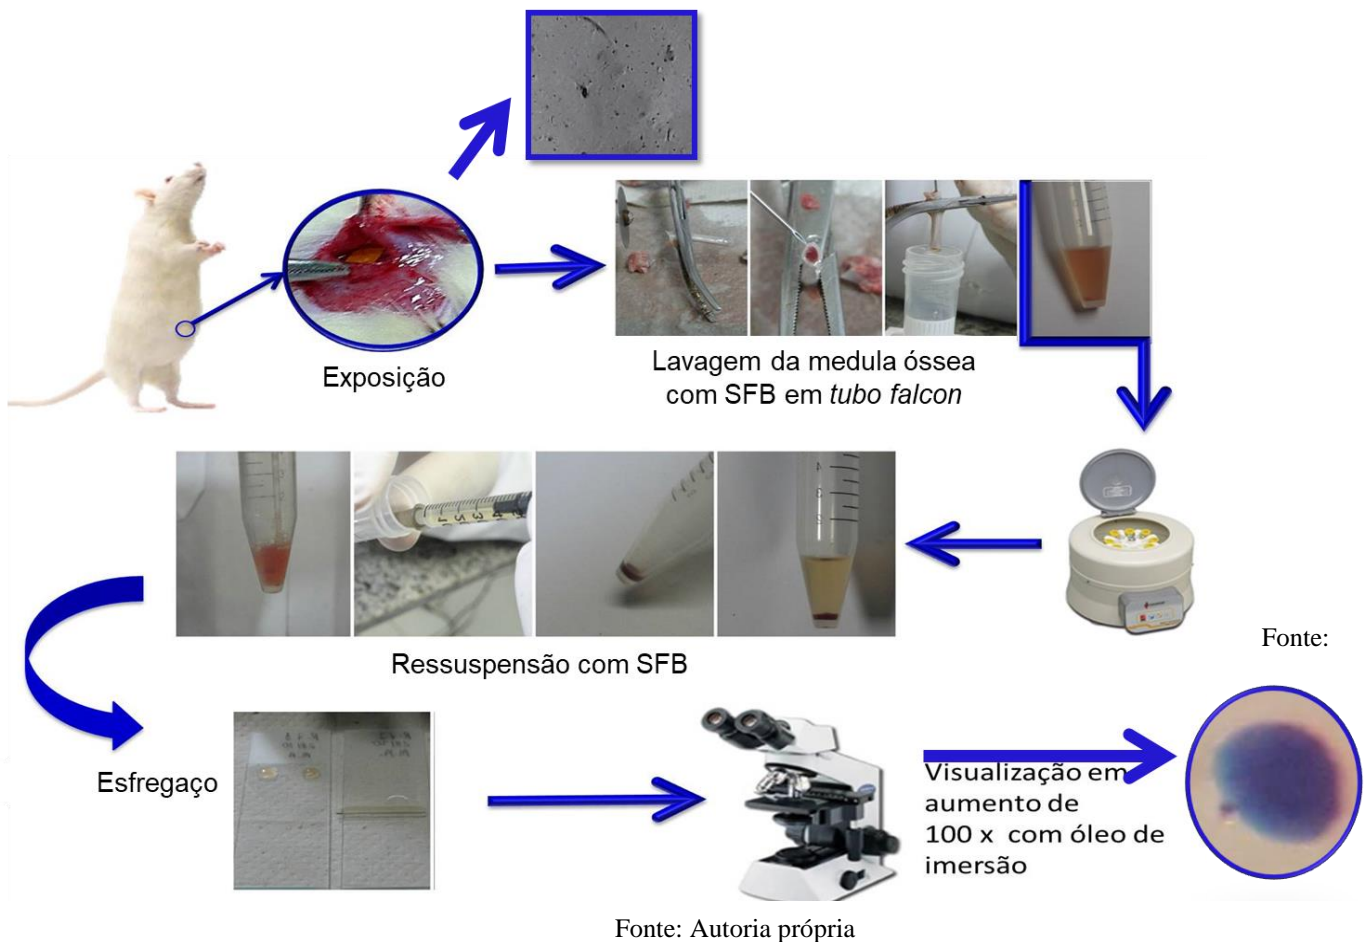 Exposição
Lavagem da medula óssea
com SFB em tubo falcon
Fonte:
Ressuspensão com SFB
Esfregaço
Visualização em
aumento de
100 x com óleo de
imersão
Fonte: Autoria própria